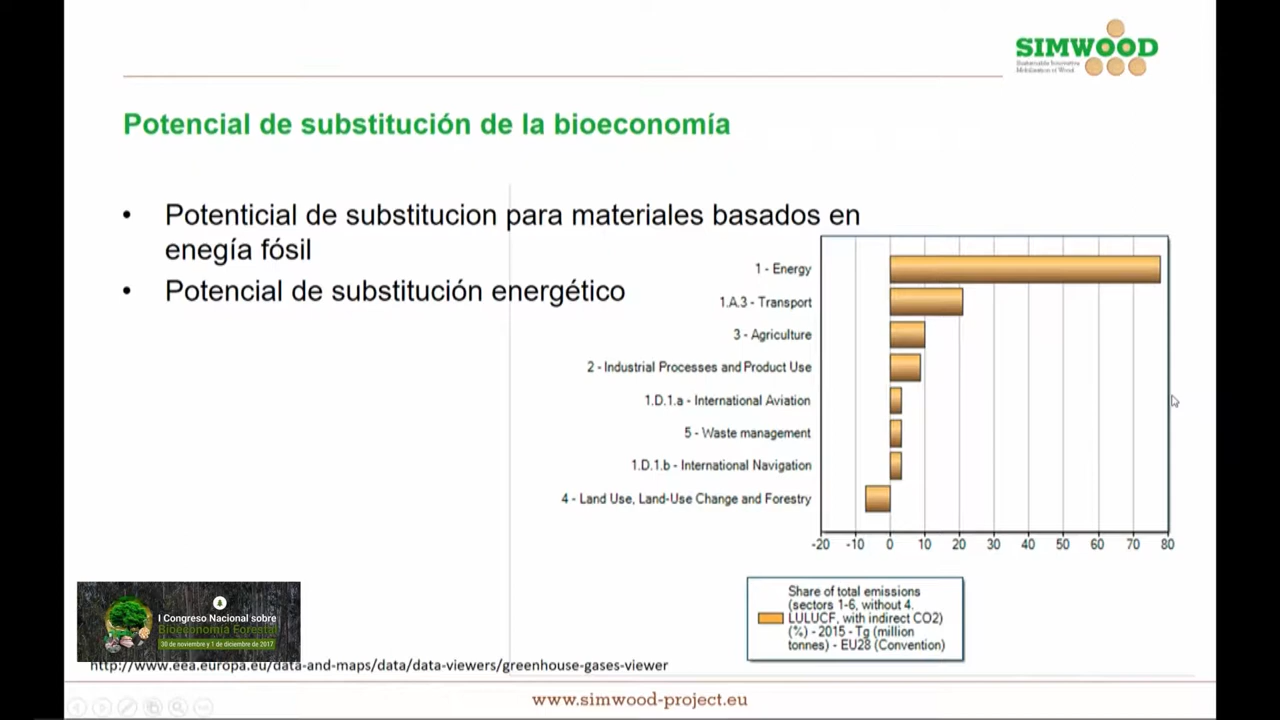 SIMWOOD
Sustainable Innovative
Mobilisation of Wood
Potencial de substitución de la bioeconomía
• Potenticial de substitucion para materiales basados en
enegía fósil
• Potencial de substitución energético
1 - Energy
1.A.3 - Transport
3 - Agriculture
2 - Industrial Processes and Product Use
1.D.1.a - International Aviation
5 - Waste management
1.D.1.b - International Navigation
4 - Land Use, Land-Use Change and Forestry
-20 -10 0 10 20 30 40 50 60 70 80
Share of total emissions
(sectors 1-6, without 4.
LULUCF, with indirect CO2)
(%) - 2015 - Tg (million
tonnes) - EU28 (Convention)
I Congreso Nacional sobre
Bioeconomía Forestal
30 de noviembre y 1 de diciembre de 2017
http://www.eea.europa.eu/data-and-maps/data/data-viewers/greenhouse-gases-viewer
www.simwood-project.eu